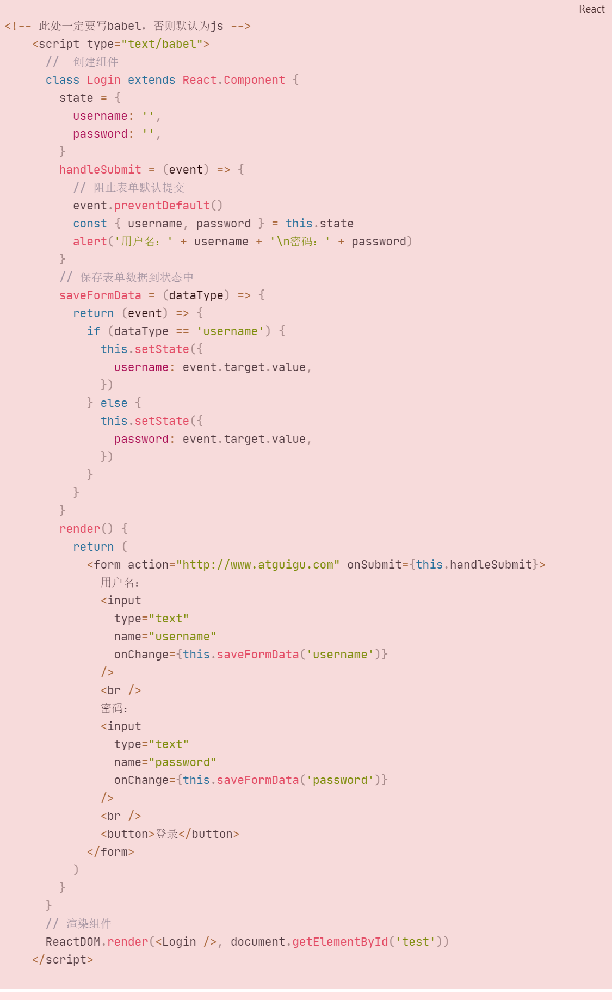 React
<!-- 此处一定要写babel，否则默认为js -->
    <script type="text/babel">
      //  创建组件
      class Login extends React.Component {
        state = {
          username: '',
          password: '',
        }
        handleSubmit = (event) => {
          // 阻止表单默认提交
          event.preventDefault()
          const { username, password } = this.state
          alert('用户名：' + username + '\n密码：' + password)
        }
        // 保存表单数据到状态中
        saveFormData = (dataType) => {
          return (event) => {
            if (dataType == 'username') {
              this.setState({
                username: event.target.value,
              })
            } else {
              this.setState({
                password: event.target.value,
              })
            }
          }
        }
        render() {
          return (
            <form action="http://www.atguigu.com" onSubmit={this.handleSubmit}>
              用户名：
              <input
                type="text"
                name="username"
                onChange={this.saveFormData('username')}
              />
              <br />
              密码：
              <input
                type="text"
                name="password"
                onChange={this.saveFormData('password')}
              />
              <br />
              <button>登录</button>
            </form>
          )
        }
      }
      // 渲染组件
      ReactDOM.render(<Login />, document.getElementById('test'))
    </script>